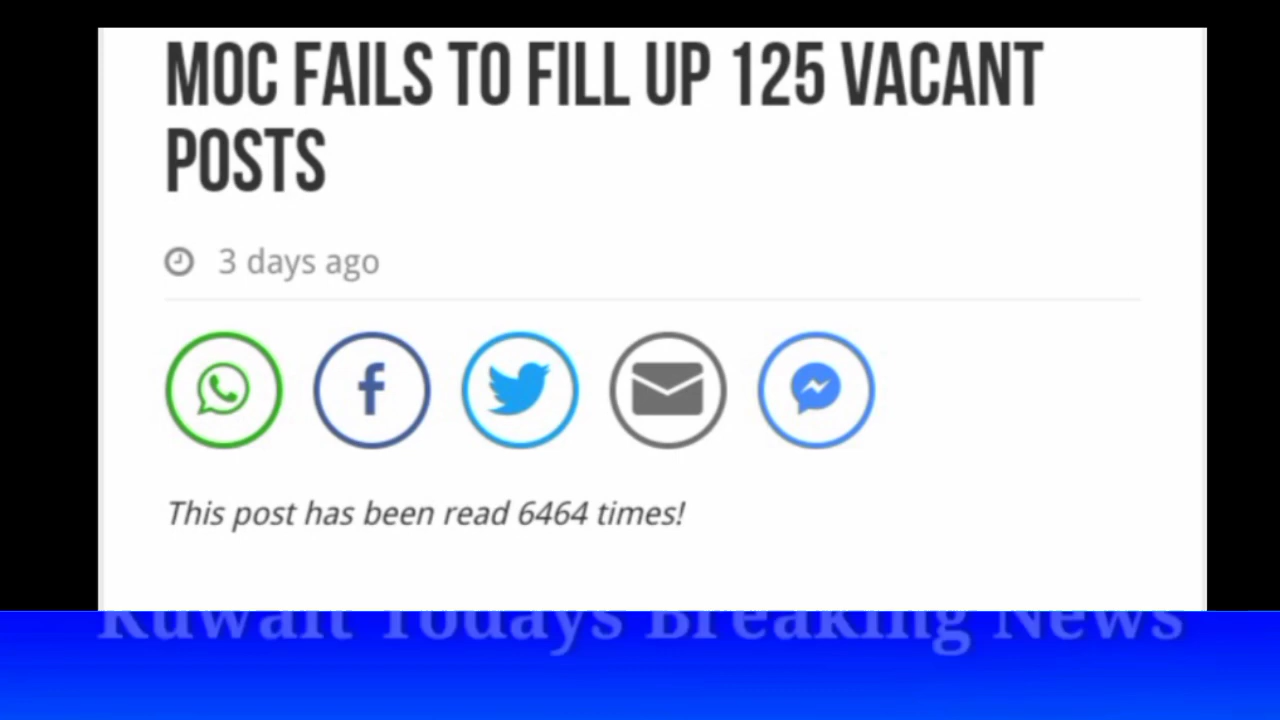 MOC FAILS TO FILL UP 125 VACANT
POSTS
3 days ago
This post has been read 6464 times!
Kuwait Todays Breaking News